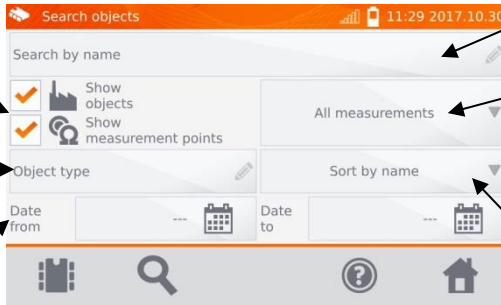 Search objects
11:29 2017.10.30
Search by name
Show
objects
Show
measurement points
All measurements
Object type
Sort by name
Date
from
---
Date
to
---